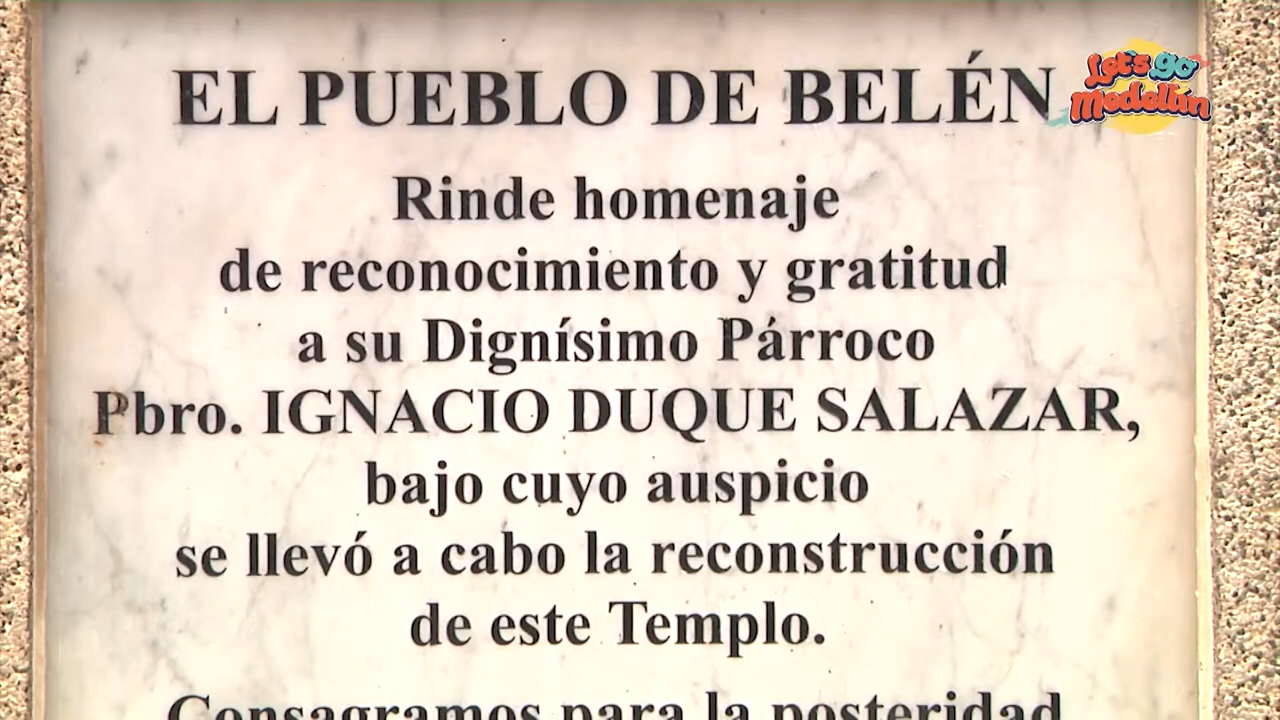 EL PUEBLO DE BELÉN
Let's go
Medellín
Rinde homenaje
de reconocimiento y gratitud
a su Dignísimo Párroco
Pbro. IGNACIO DUQUE SALAZAR,
bajo cuyo auspicio
se llevó a cabo la reconstrucción
de este Templo.
Consagramos para la posteridad